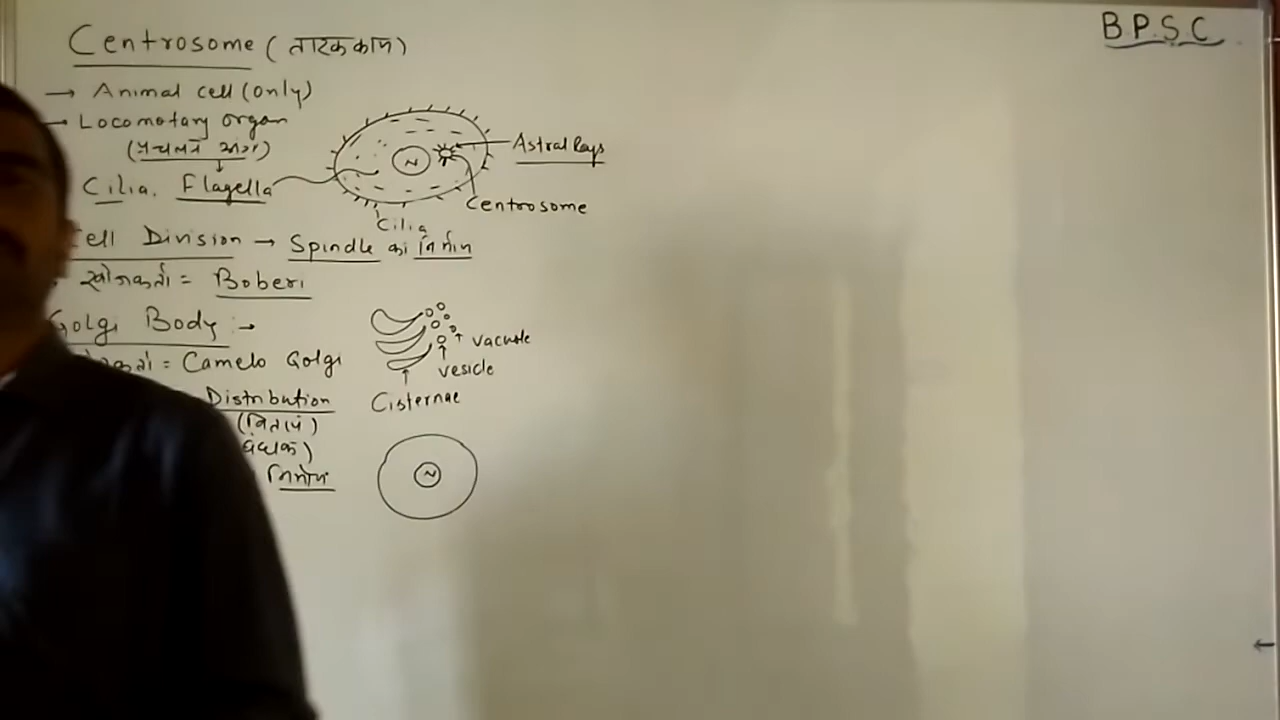 Centrosome (तारककाय)
BPSC
→ Animal cell (only)
→ Locomotary organ
(प्रचलन अंग)
Cilia, Flagella
Astral Rays
N
Centrosome
Cilia
Cell Division → Spindle का निर्माण
खोजकर्ता = Boberi
Golgi Body :-
= Camelo Golgi
vacuole
vesicle
Cisternae
Distribution
N